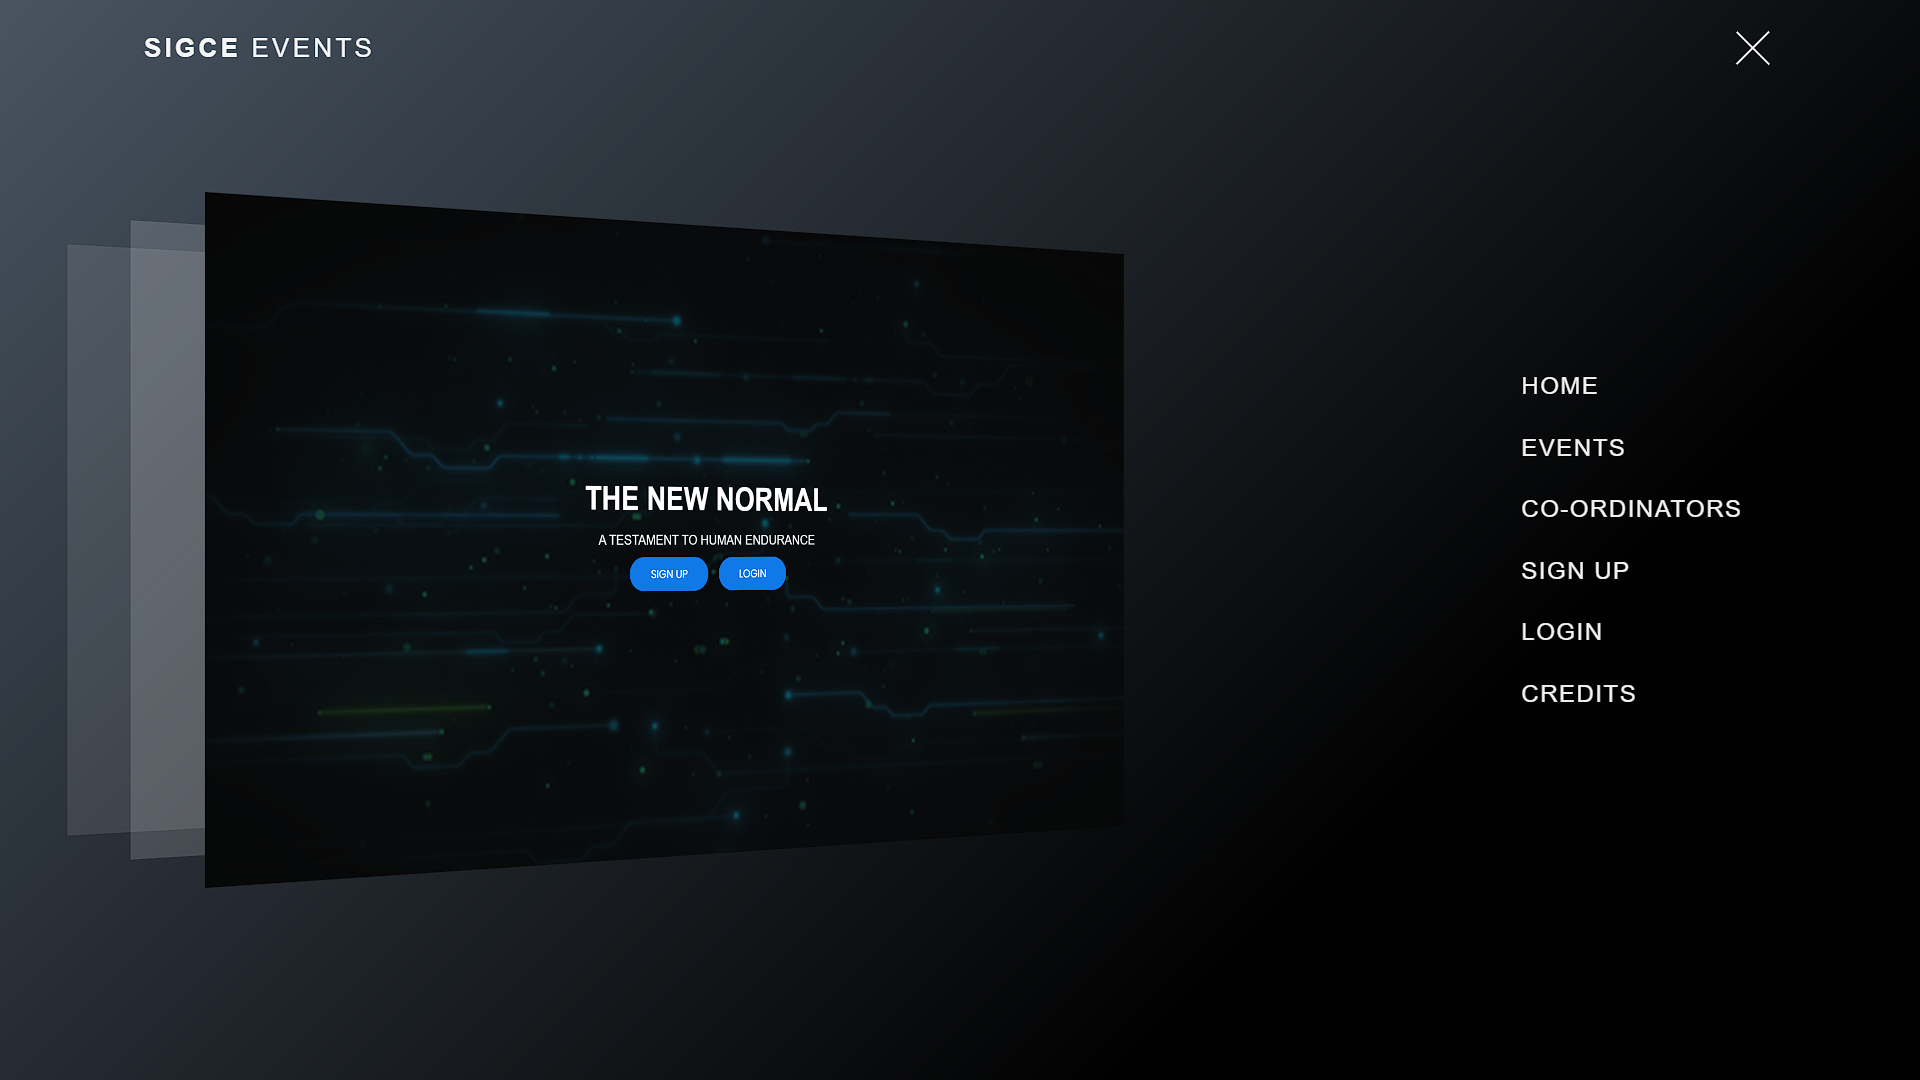 SIGCE EVENTS
THE NEW NORMAL
A TESTAMENT TO HUMAN ENDURANCE
SIGN UP
LOGIN
HOME
EVENTS
CO-ORDINATORS
SIGN UP
LOGIN
CREDITS